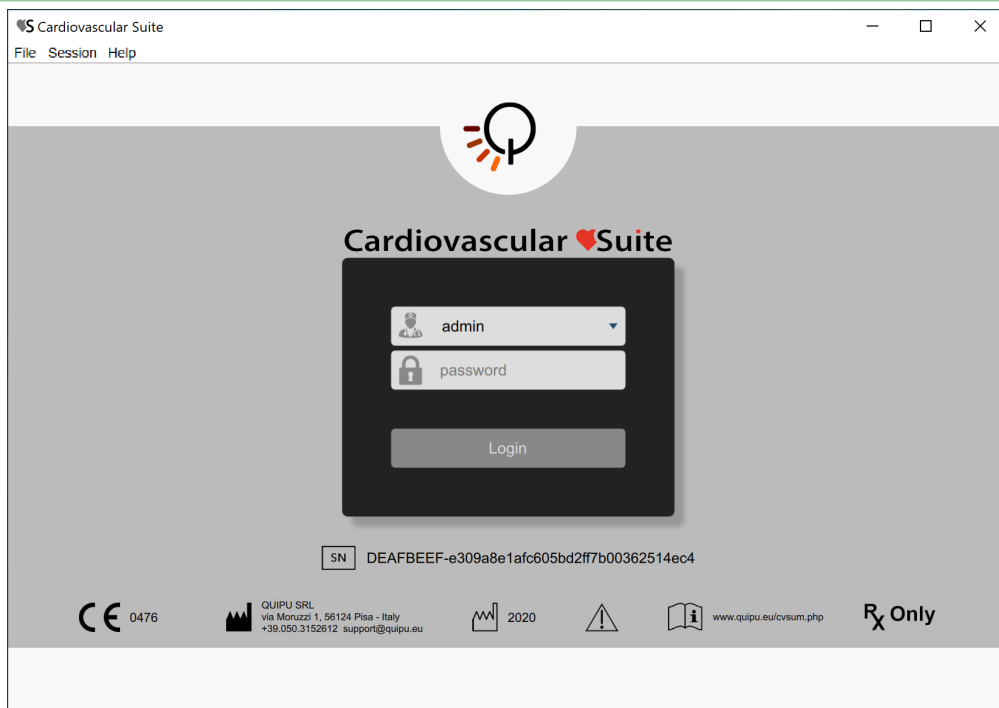 S Cardiovascular Suite
File Session Help
Cardiovascular Suite
admin
password
Login
SN DEAFBEEF-e309a8e1afc605bd2ff7b00362514ec4
CE 0476
QUIPU SRL
via Moruzzi 1, 56124 Pisa - Italy
+39.050.3152612 support@quipu.eu
2020
i www.quipu.eu/cvsum.php
Rx Only